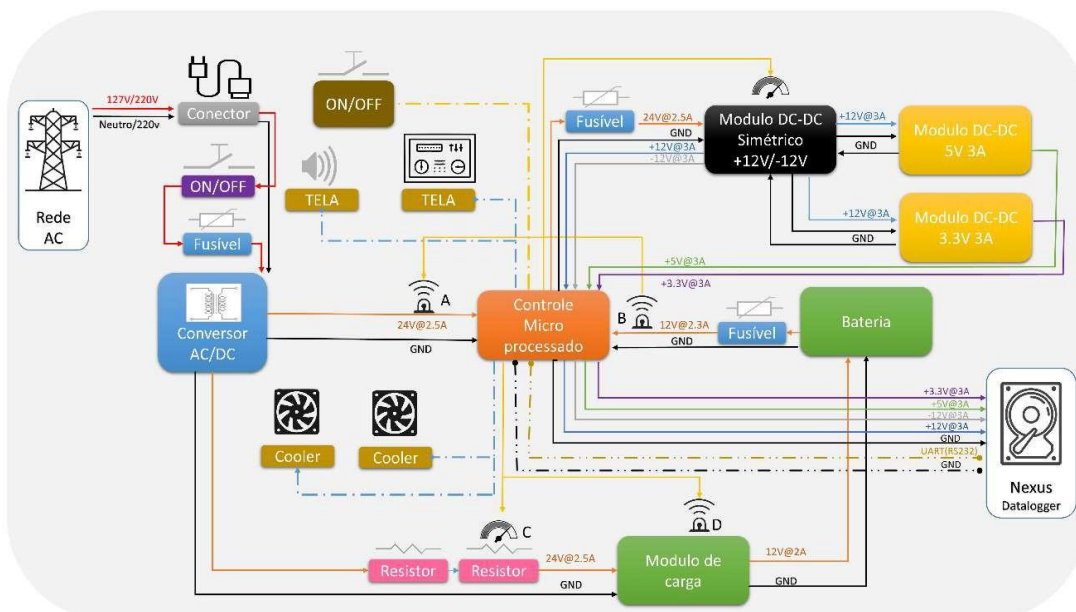 127V/220V
Neutro/220v
Conector
Rede
AC
ON/OFF
Fusível
Conversor
AC/DC
ON/OFF
TELA
TELA
A
24V@2.5A
GND
Controle
Micro
processado
Fusível
24V@2.5A
GND
+12V@3A
-12V@3A
Modulo DC-DC
Simétrico
+12V/-12V
+12V@3A
GND
Modulo DC-DC
5V 3A
+12V@3A
GND
Modulo DC-DC
3.3V 3A
+5V@3A
+3.3V@3A
B
12V@2.3A
GND
Fusível
Bateria
+3.3V@3A
+5V@3A
-12V@3A
+12V@3A
GND
UART(RS232)
GND
Nexus
Datalogger
Cooler
Cooler
C
D
Resistor
Resistor
24V@2.5A
GND
Modulo de
carga
12V@2A
GND